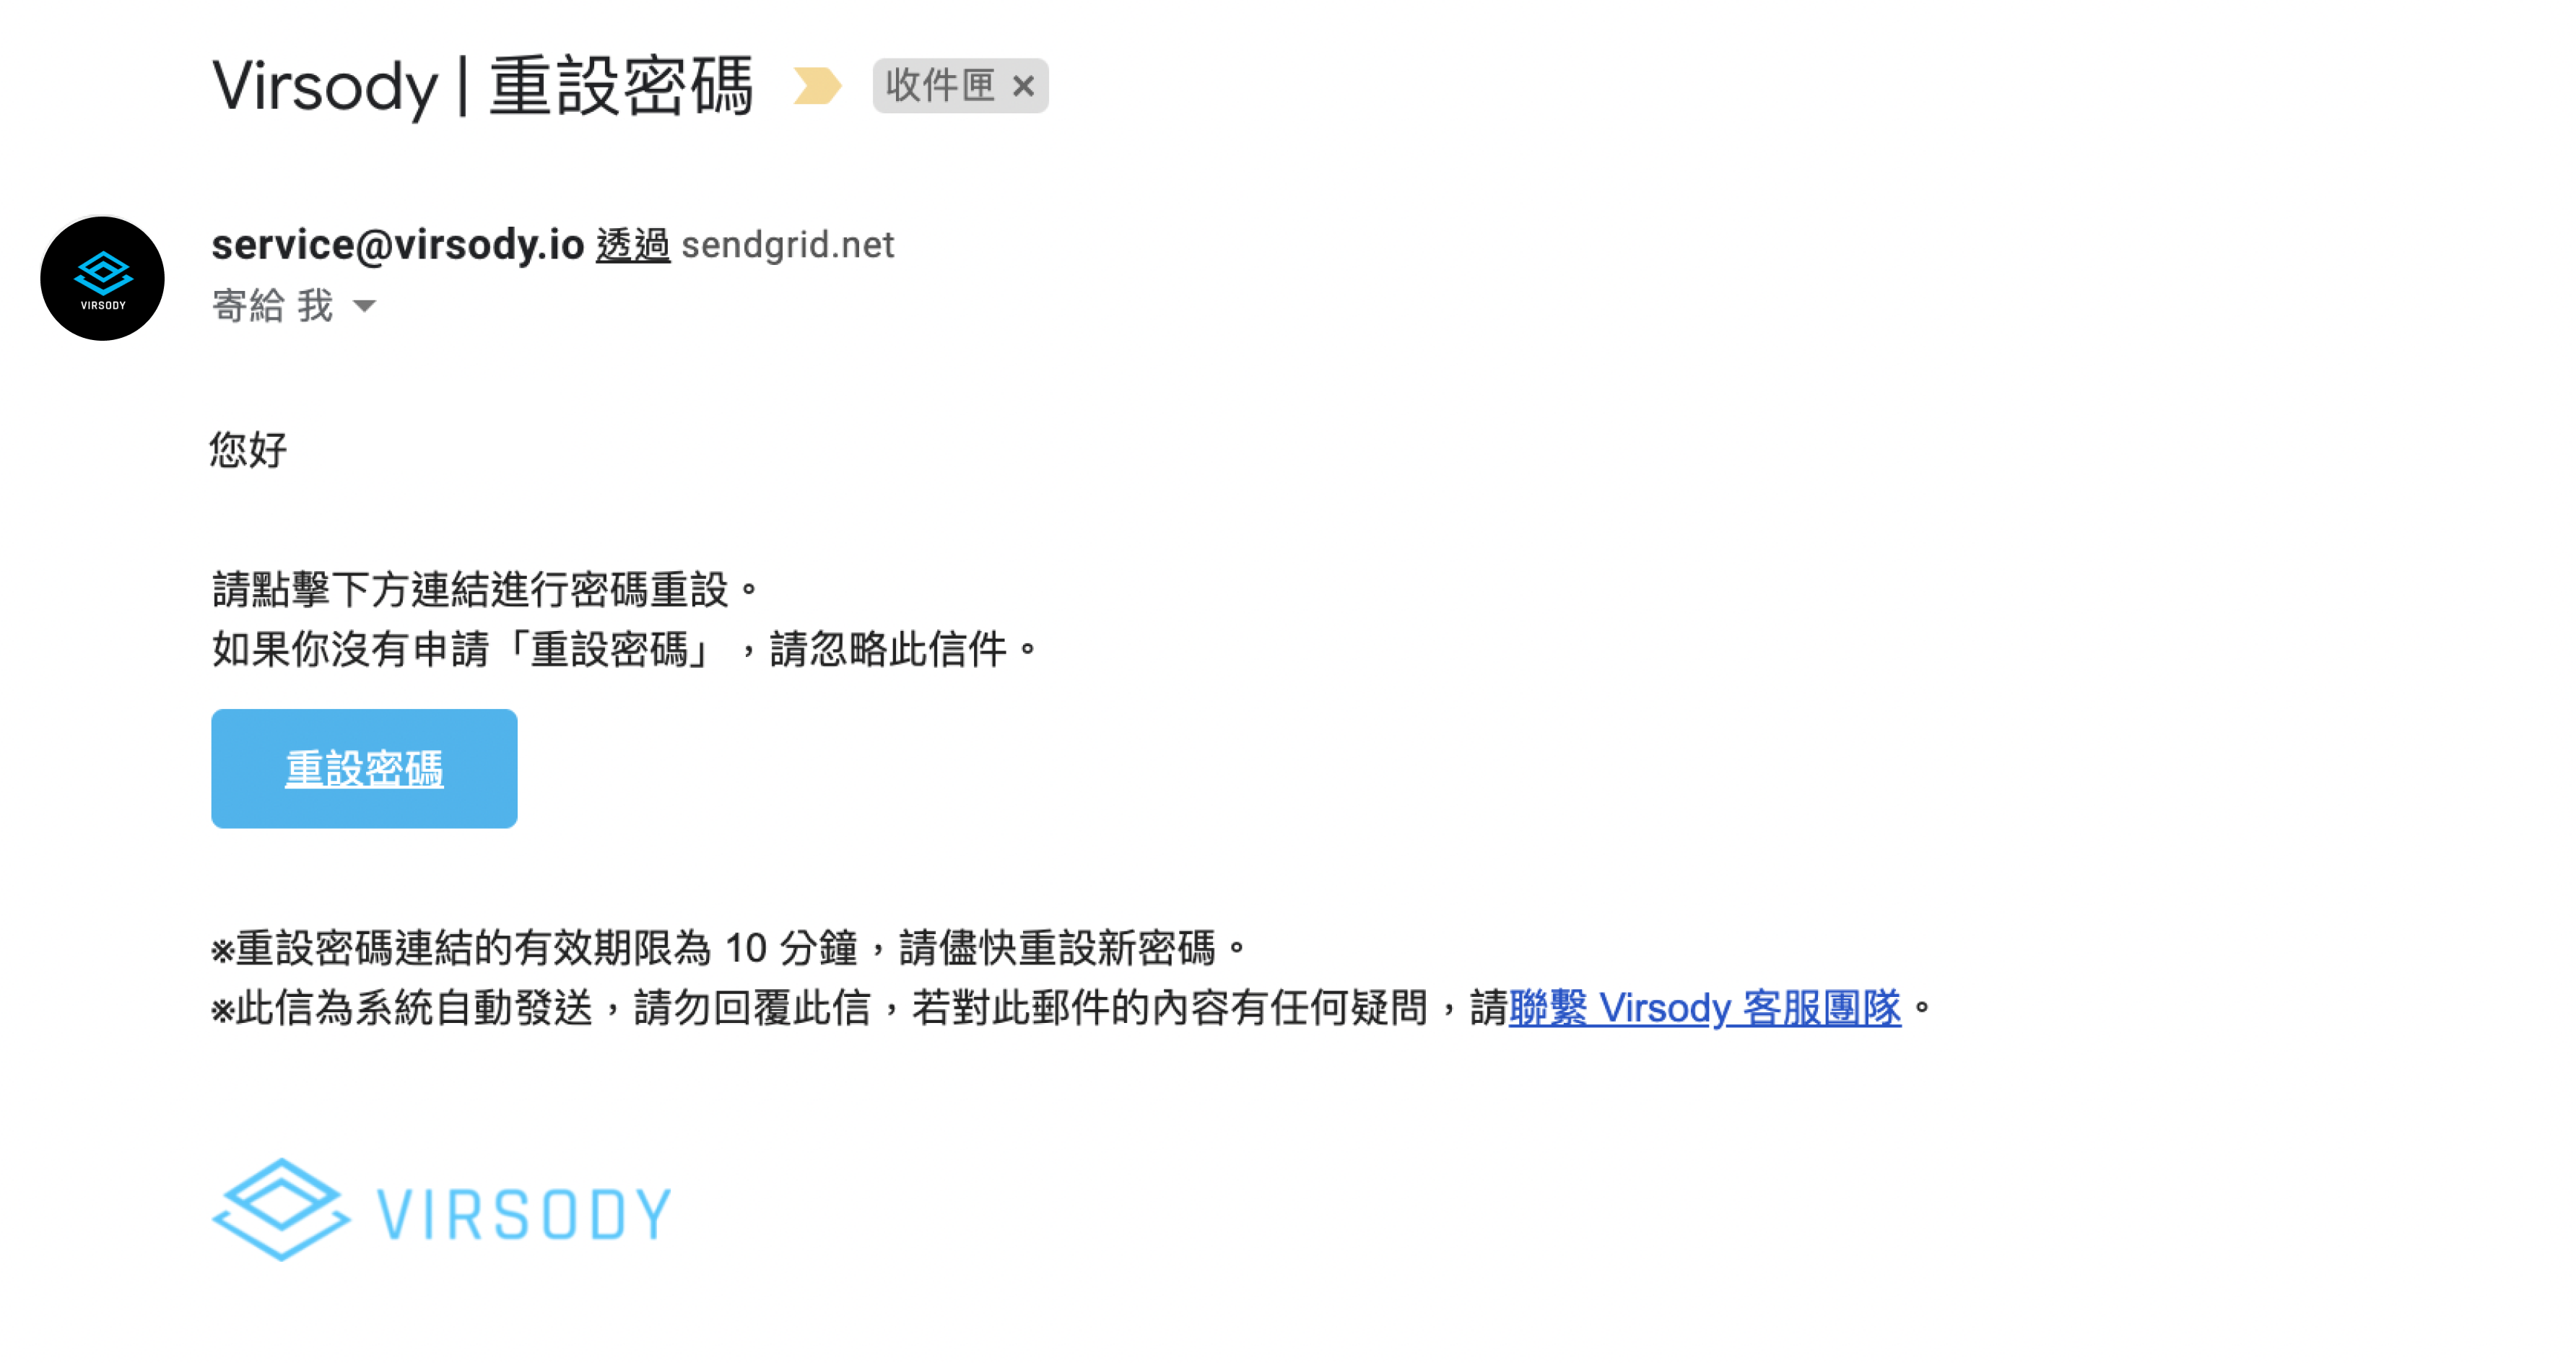 Virsody | 重設密碼 收件匣 ×
VIRSODY
service@virsody.io 透過 sendgrid.net
寄給 我
您好
請點擊下方連結進行密碼重設。
如果你沒有申請「重設密碼」，請忽略此信件。
重設密碼
※重設密碼連結的有效期限為 10 分鐘，請儘快重設新密碼。
※此信為系統自動發送，請勿回覆此信，若對此郵件的內容有任何疑問，請聯繫 Virsody 客服團隊。
VIRSODY